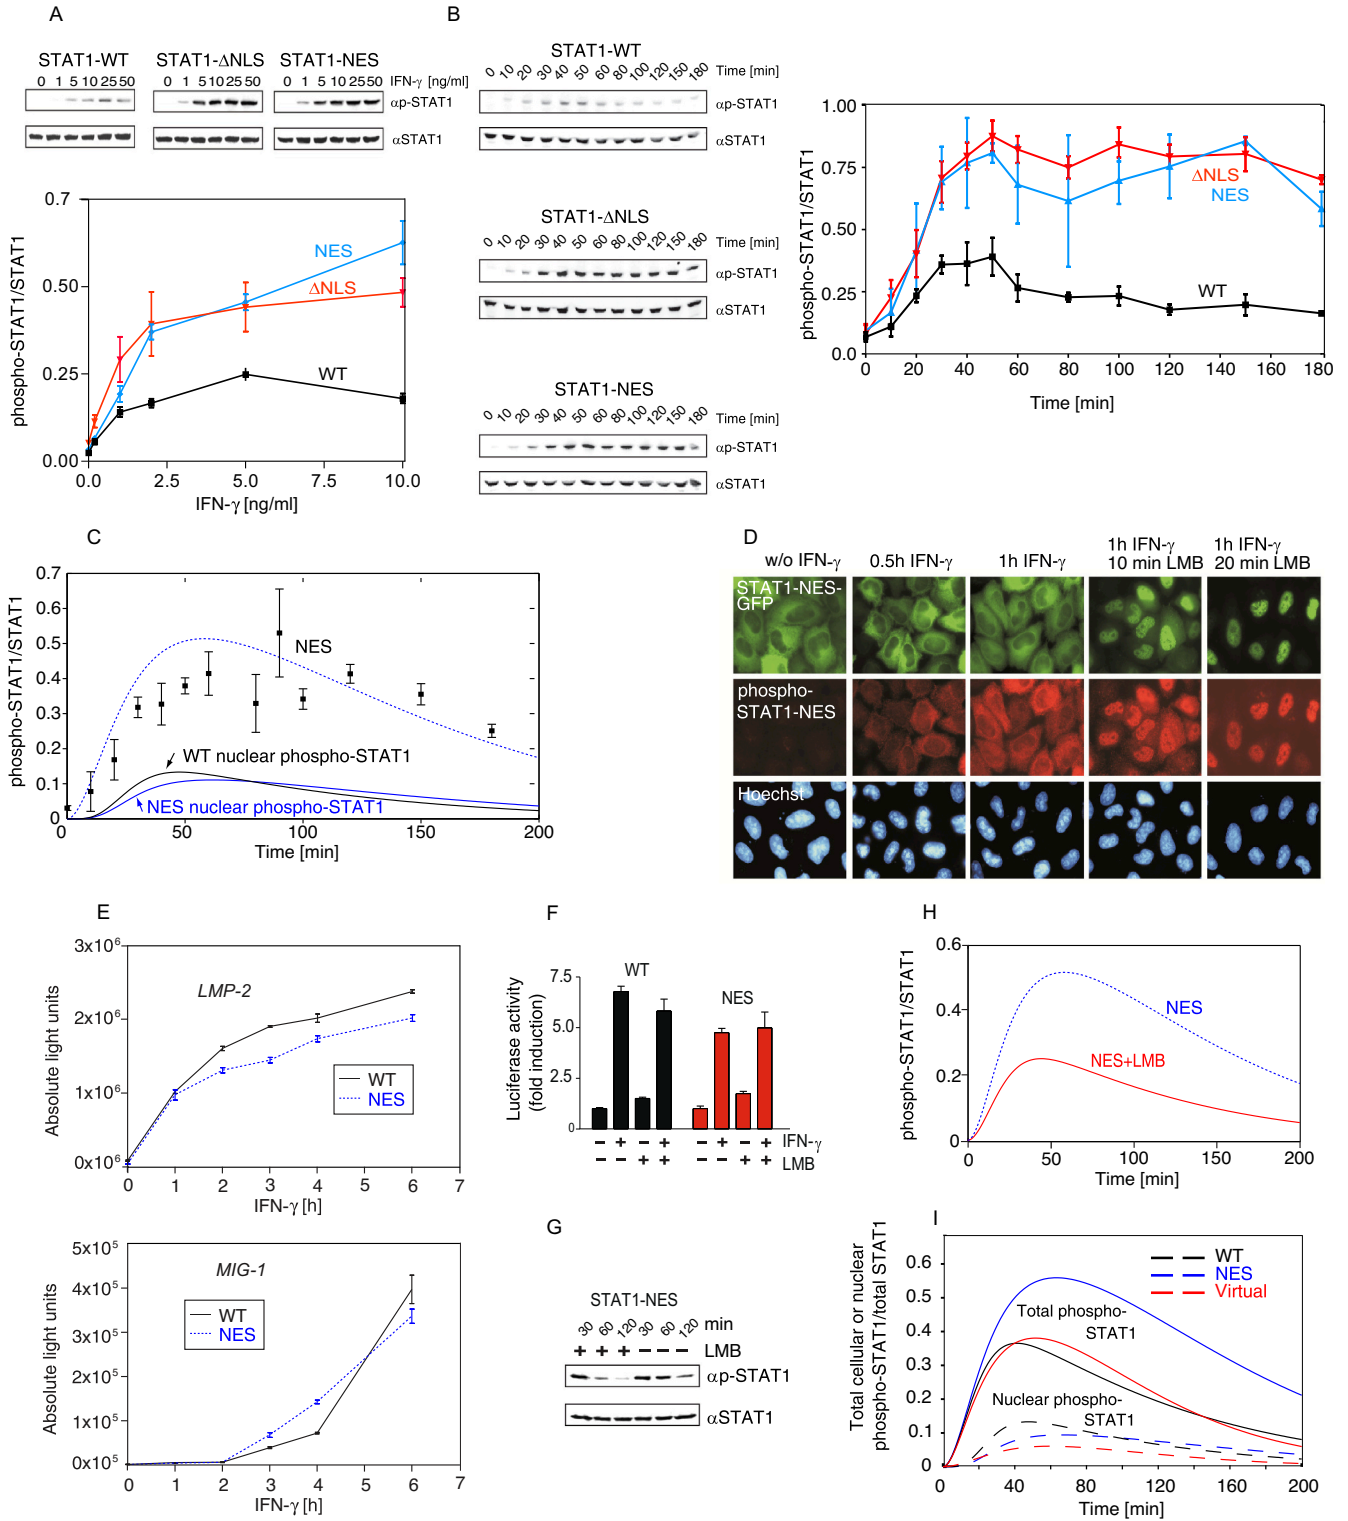 A
STAT1-WT
STAT1-ΔNLS
STAT1-NES
0 1 5 10 25 50
0 1 5 10 25 50
0 1 5 10 25 50
IFN-γ [ng/ml]
αp-STAT1
αSTAT1
phospho-STAT1/STAT1
0.7
0.50
0.25
0.00
NES
ΔNLS
WT
0.0 2.5 5.0 7.5 10.0
IFN-γ [ng/ml]
B
STAT1-WT
0 10 20 30 40 50 60 80 100 120 150 180
Time [min]
αp-STAT1
αSTAT1
STAT1-ΔNLS
0 10 20 30 40 50 60 80 100 120 150 180
Time [min]
αp-STAT1
αSTAT1
STAT1-NES
0 10 20 30 40 50 60 80 100 120 150 180
Time [min]
αp-STAT1
αSTAT1
phospho-STAT1/STAT1
1.00
0.75
0.50
0.25
0.0
ΔNLS
NES
WT
0 20 40 60 80 100 120 140 160 180
Time [min]
C
phospho-STAT1/STAT1
0.7
0.6
0.5
0.4
0.3
0.2
0.1
0
NES
WT nuclear phospho-STAT1
NES nuclear phospho-STAT1
0 50 100 150 200
Time [min]
D
w/o IFN-γ
0.5h IFN-γ
1h IFN-γ
1h IFN-γ
10 min LMB
1h IFN-γ
20 min LMB
STAT1-NES-
GFP
phospho-
STAT1-NES
Hoechst
E
Absolute light units
3x10⁶
2x10⁶
1x10⁶
0x10⁶
LMP-2
WT
NES
0 1 2 3 4 5 6 7
IFN-γ [h]
Absolute light units
5x10⁵
4x10⁵
3x10⁵
2x10⁵
1x10⁵
0x10⁵
MIG-1
WT
NES
0 1 2 3 4 5 6 7
IFN-γ [h]
F
Luciferase activity
(fold induction)
7.5
5.0
2.5
0
WT
NES
− + − + − + − + IFN-γ
− − + + − − + + LMB
G
STAT1-NES
30 60 120 30 60 120 min
+ + + − − − LMB
αp-STAT1
αSTAT1
H
phospho-STAT1/STAT1
0.6
0.4
0.2
0
NES
NES+LMB
0 50 100 150 200
Time [min]
I
Total cellular or nuclear
phospho-STAT1/total STAT1
0.6
0.5
0.4
0.3
0.2
0.1
0
WT
NES
Virtual
Total phospho-
STAT1
Nuclear phospho-
STAT1
0 40 80 120 160 200
Time [min]